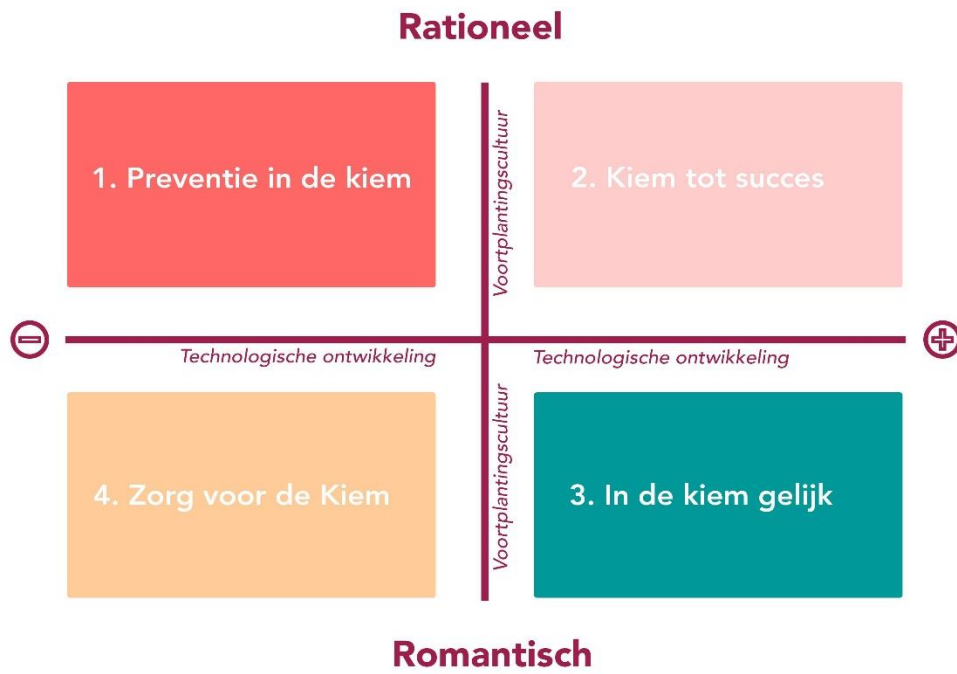 Rationeel
1. Preventie in de kiem
Voortplantingscultuur
2. Kiem tot succes
Technologische ontwikkeling
Technologische ontwikkeling
4. Zorg voor de Kiem
Voortplantingscultuur
3. In de kiem gelijk
Romantisch